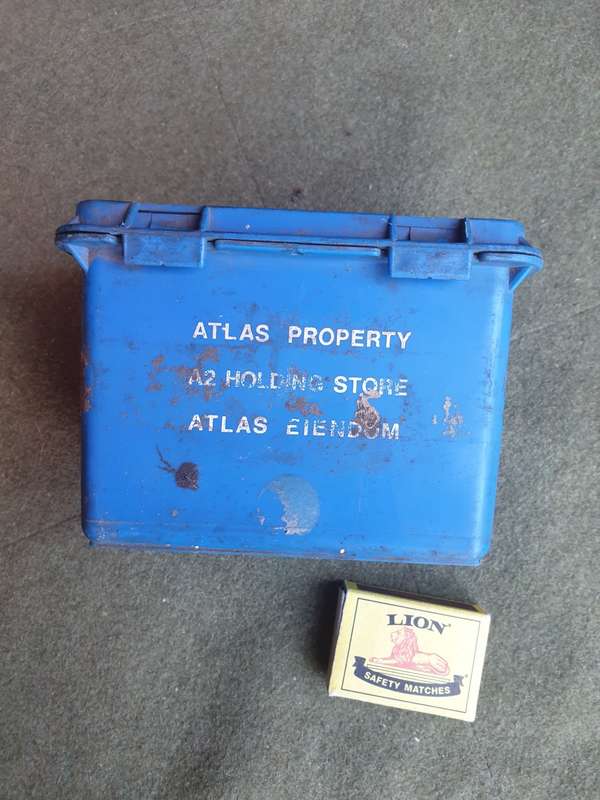 ATLAS PROPERTY
A2 HOLDING STORE
ATLAS EIENDOM
LION
SAFETY MATCHES